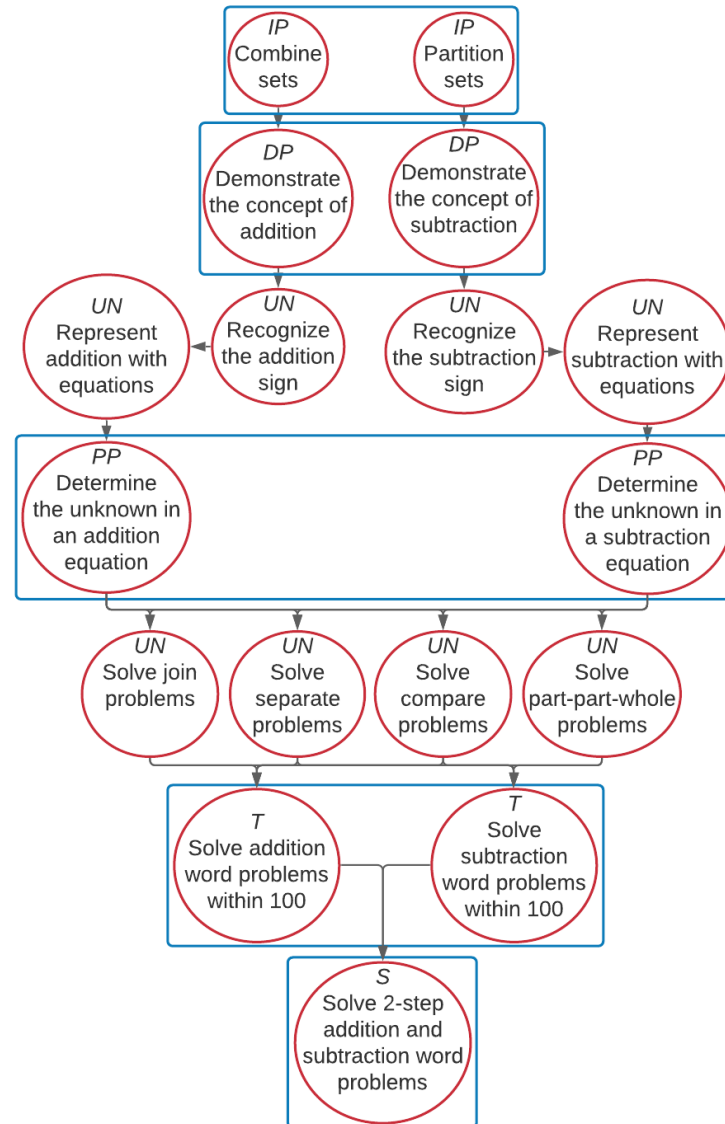 IP
Combine
sets
IP
Partition
sets
DP
Demonstrate
the concept of
addition
DP
Demonstrate
the concept of
subtraction
UN
Represent
addition with
equations
UN
Recognize
the addition
sign
UN
Recognize
the subtraction
sign
UN
Represent
subtraction with
equations
PP
Determine
the unknown in
an addition
equation
PP
Determine
the unknown in
a subtraction
equation
UN
Solve join
problems
UN
Solve
separate
problems
UN
Solve
compare
problems
UN
Solve
part-part-whole
problems
T
Solve addition
word problems
within 100
T
Solve
subtraction
word problems
within 100
S
Solve 2-step
addition and
subtraction word
problems